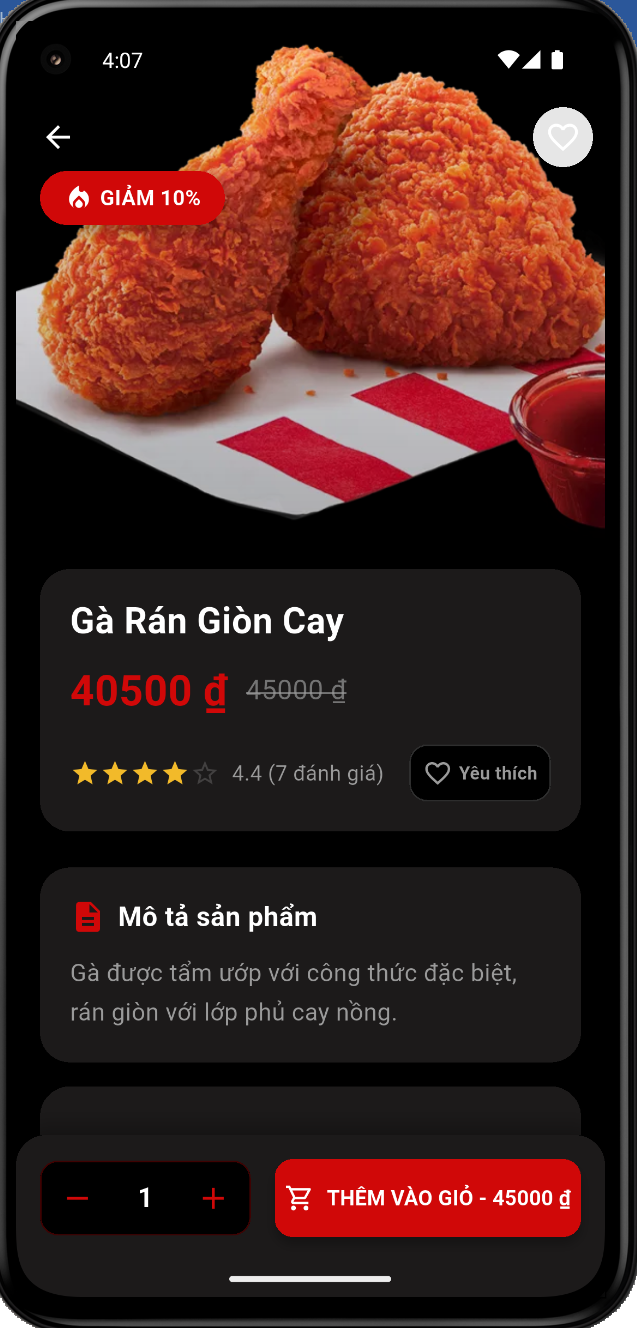 4:07
GIẢM 10%
Gà Rán Giòn Cay
40500 ₫ 45000 ₫
4.4 (7 đánh giá) Yêu thích
Mô tả sản phẩm
Gà được tẩm ướp với công thức đặc biệt,
rán giòn với lớp phủ cay nồng.
1 THÊM VÀO GIỎ - 45000 ₫